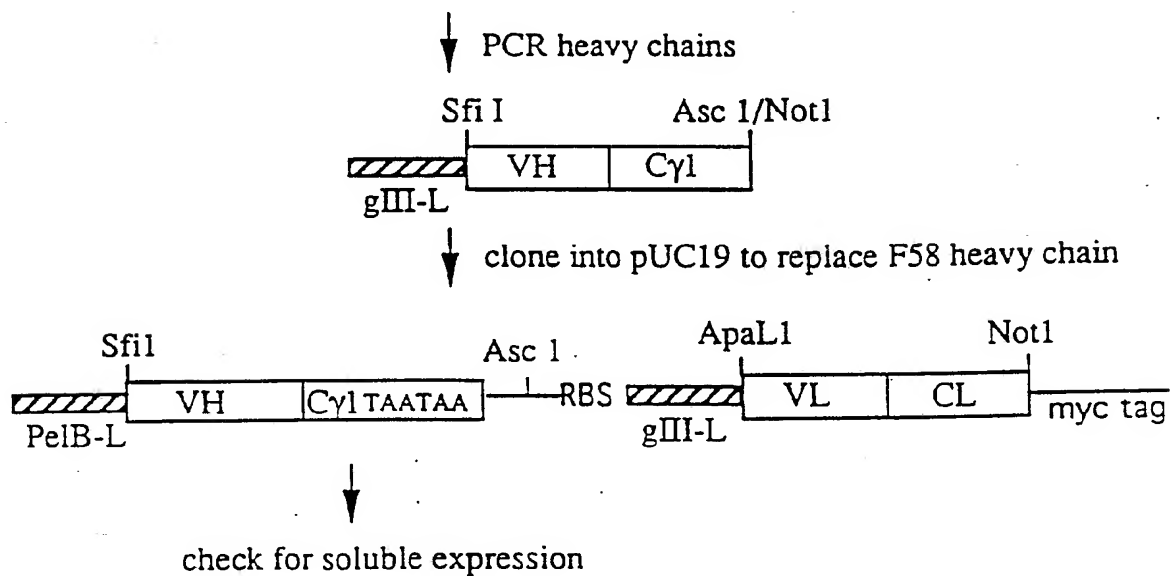 PCR heavy chains
Sfi I Asc 1/Not1
VH Cγ1
gIII-L
clone into pUC19 to replace F58 heavy chain
Sfi1 Asc 1 ApaL1 Not1
VH Cγ1 TAATAA RBS VL CL
PelB-L gIII-L myc tag
check for soluble expression